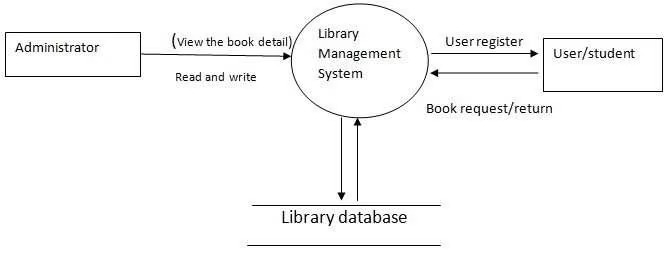 Administrator
(View the book detail)
Read and write
Library
Management
System
User register
User/student
Book request/return
Library database